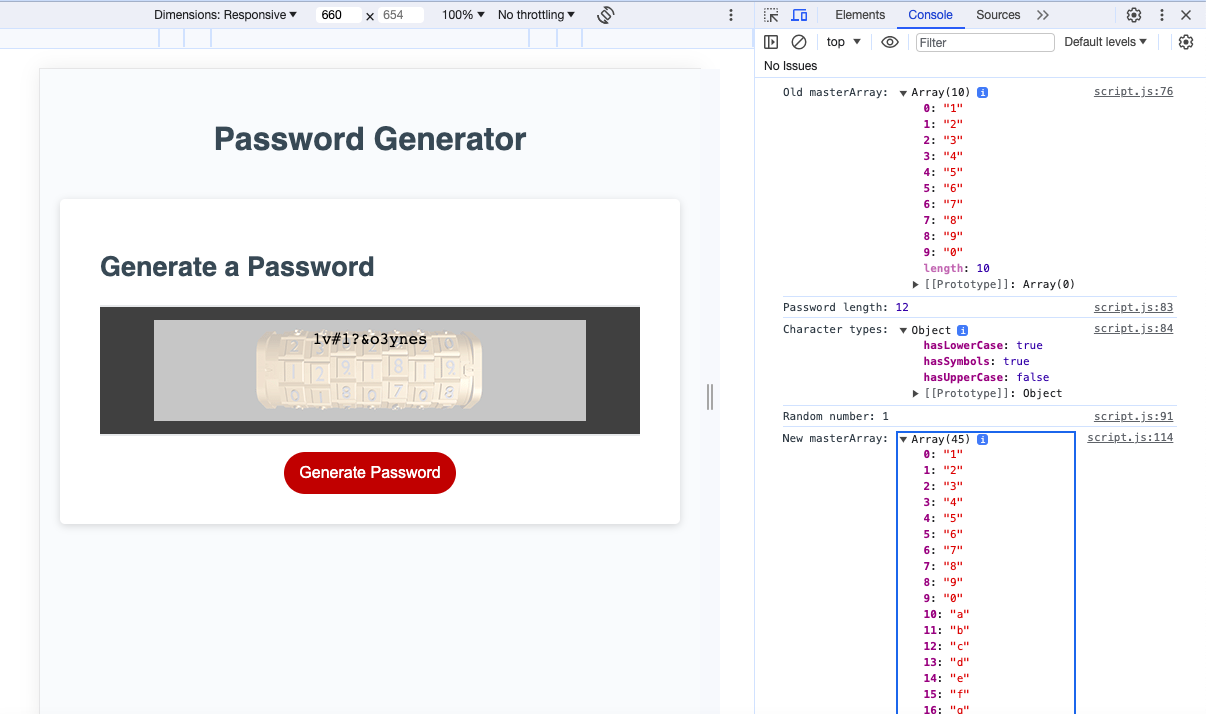 Dimensions: Responsive ▼ 660 × 654 100% ▼ No throttling ▼
Elements Console Sources »
top ▼ Filter Default levels ▼
No Issues
Password Generator
Generate a Password
1v#1?&o3ynes
Generate Password
Old masterArray: ▼ Array(10) i script.js:76
0: "1"
1: "2"
2: "3"
3: "4"
4: "5"
5: "6"
6: "7"
7: "8"
8: "9"
9: "0"
length: 10
▶ [[Prototype]]: Array(0)
Password length: 12 script.js:83
Character types: ▼ Object i script.js:84
hasLowerCase: true
hasSymbols: true
hasUpperCase: false
▶ [[Prototype]]: Object
Random number: 1 script.js:91
New masterArray: ▼ Array(45) i script.js:114
0: "1"
1: "2"
2: "3"
3: "4"
4: "5"
5: "6"
6: "7"
7: "8"
8: "9"
9: "0"
10: "a"
11: "b"
12: "c"
13: "d"
14: "e"
15: "f"
16: "g"